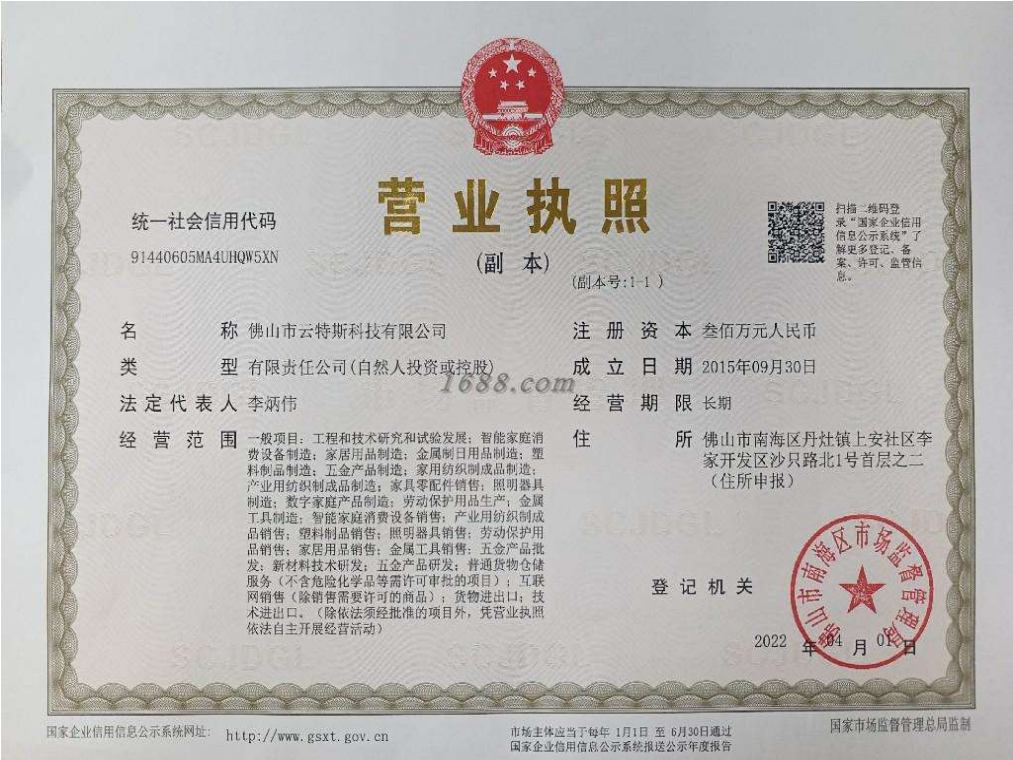 营业执照
(副 本)
(副本号:1-1 )
统一社会信用代码
91440605MA4UHQW5XN
扫描二维码登
录“国家企业信用
信息公示系统”了
解更多登记、备
案、许可、监管信
息。
名 称 佛山市云特斯科技有限公司
类 型 有限责任公司(自然人投资或控股)
法定代表人 李炳伟
经营范围 一般项目：工程和技术研究和试验发展；智能家庭消
费设备制造；家居用品制造；金属制日用品制造；塑
料制品制造；五金产品制造；家用纺织制成品制造；
产业用纺织制成品制造；家具零配件销售；照明器具
制造；数字家庭产品制造；劳动保护用品生产；金属
工具制造；智能家庭消费设备销售；产业用纺织制成
品销售；塑料制品销售；照明器具销售；劳动保护用
品销售；家居用品销售；金属工具销售；五金产品批
发；新材料技术研发；五金产品研发；普通货物仓储
服务（不含危险化学品等需许可审批的项目）；互联
网销售（除销售需要许可的商品）；货物进出口；技
术进出口。（除依法须经批准的项目外，凭营业执照
依法自主开展经营活动）
注册资本 叁佰万元人民币
成立日期 2015年09月30日
经营期限 长期
住 所 佛山市南海区丹灶镇上安社区李
家开发区沙只路北1号首层之二
（住所申报）
1688.com
登记机关
佛山市南海区市场监督管理局
2022 年 04 月 01 日
国家企业信用信息公示系统网址: http://www.gsxt.gov.cn
市场主体应当于每年 1月1日 至 6月30日通过
国家企业信用信息公示系统报送公示年度报告
国家市场监督管理总局监制